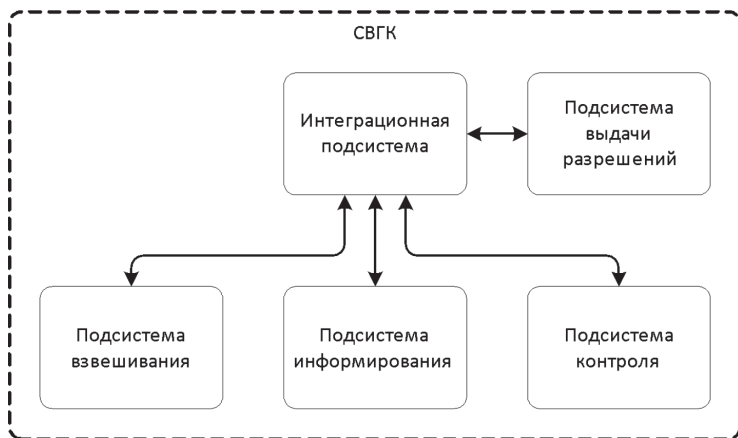 СВГК
Интеграционная
подсистема
Подсистема
выдачи
разрешений
Подсистема
взвешивания
Подсистема
информирования
Подсистема
контроля